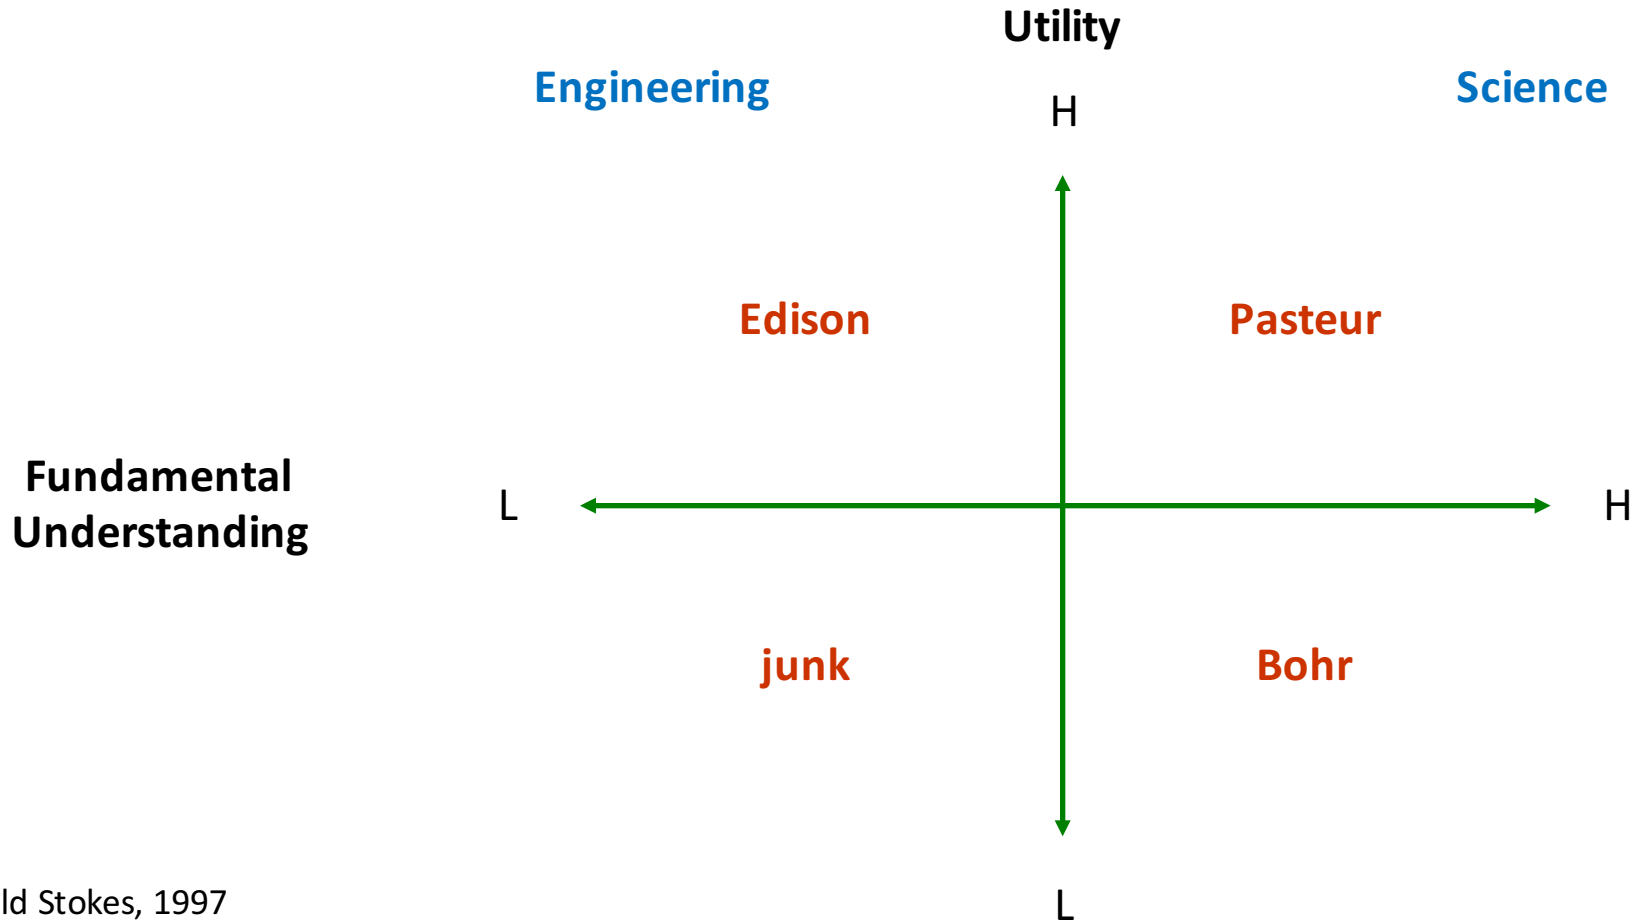 Utility
Engineering
Science
H
Edison
Pasteur
Fundamental
Understanding
L
H
junk
Bohr
ld Stokes, 1997
L